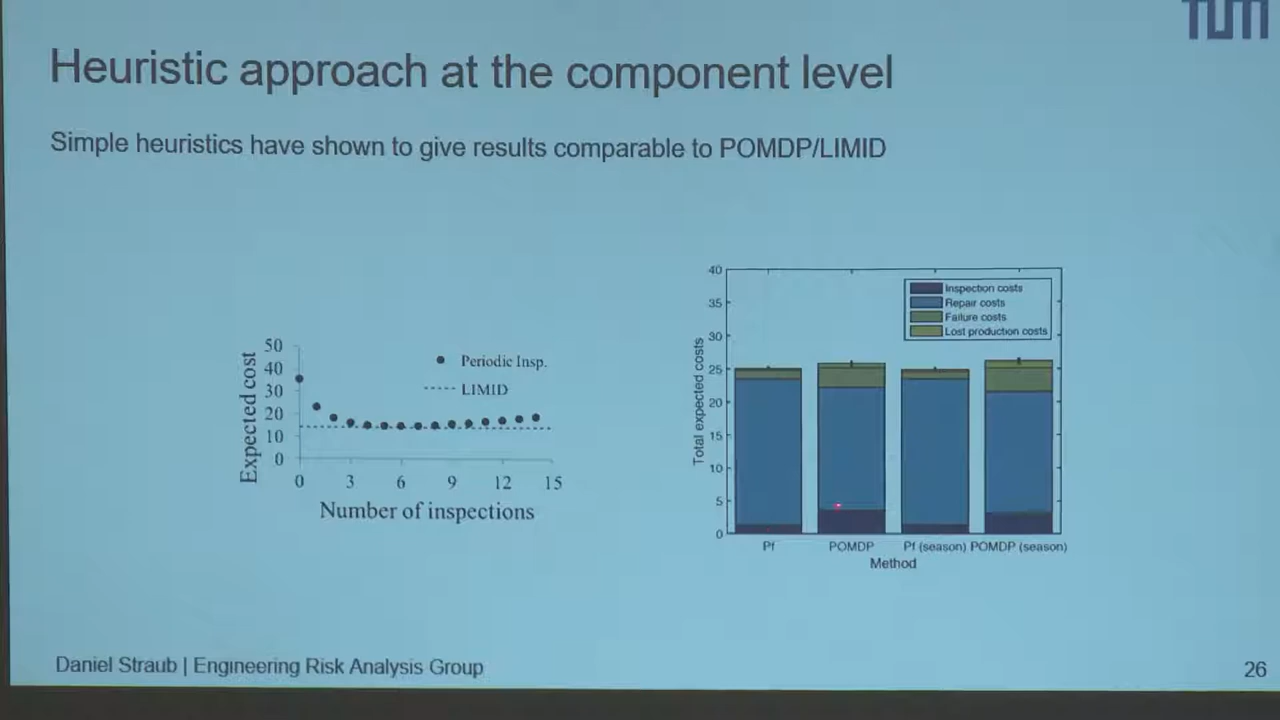 TUM
Heuristic approach at the component level
Simple heuristics have shown to give results comparable to POMDP/LIMID
Expected cost
50
40
30
20
10
0
Periodic Insp.
LIMID
0 3 6 9 12 15
Number of inspections
Total expected costs
40
35
30
25
20
15
10
5
0
Inspection costs
Repair costs
Failure costs
Lost production costs
Pf POMDP Pf (season) POMDP (season)
Method
Daniel Straub | Engineering Risk Analysis Group
26